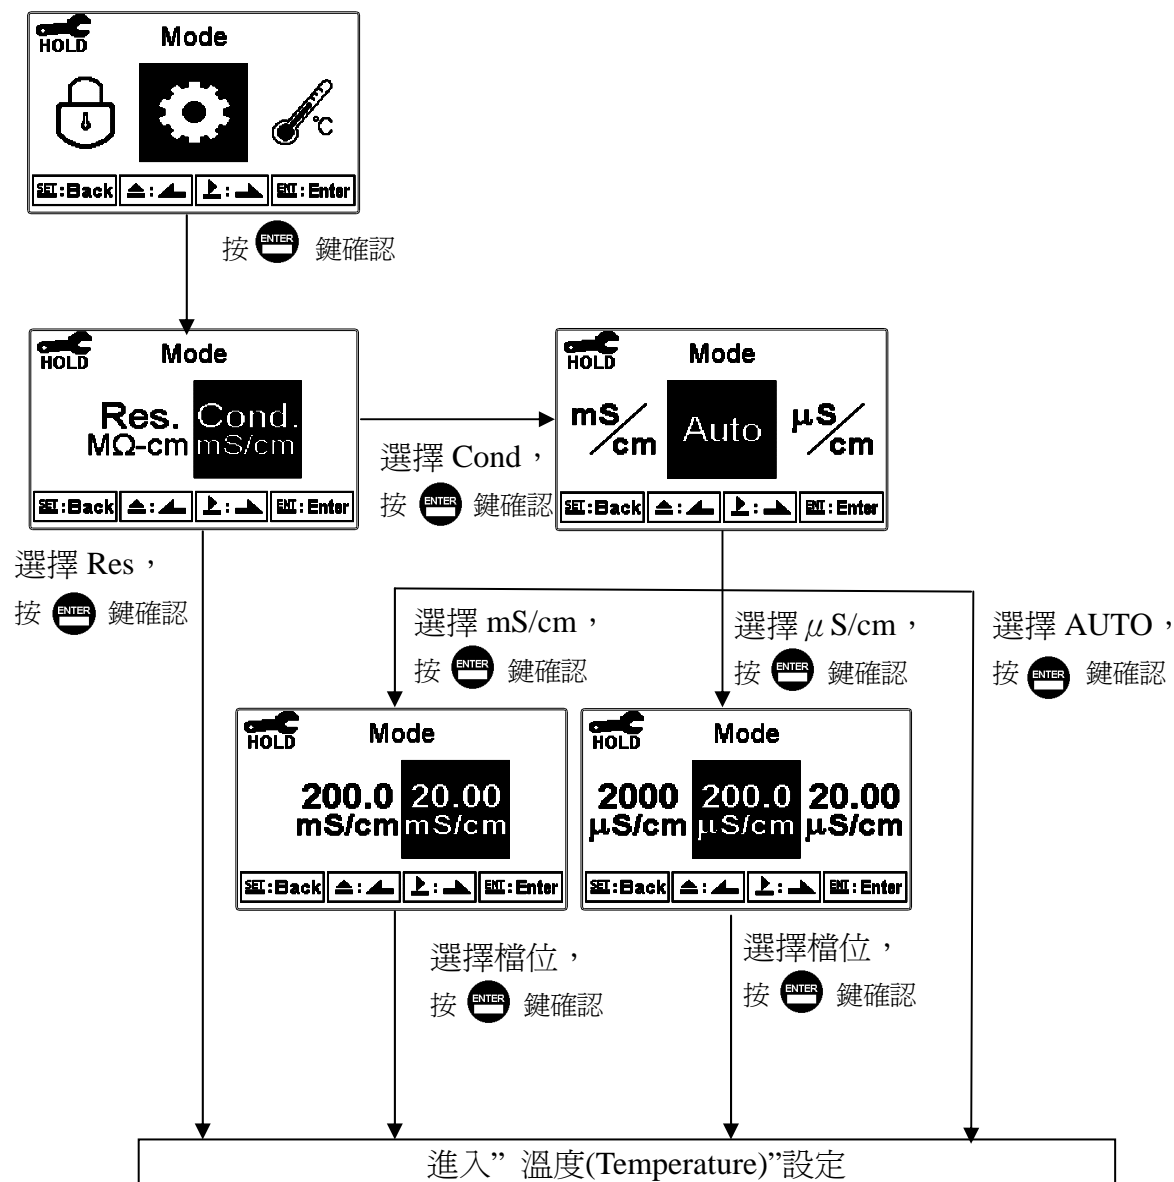 HOLD Mode
°C
SET:Back ▲: ENT:Enter
按 ENTER 鍵確認
HOLD Mode
Res. Cond.
MΩ-cm mS/cm
SET:Back ▲: ENT:Enter
選擇 Cond，
按 ENTER 鍵確認
HOLD Mode
mS/cm Auto μS/cm
SET:Back ▲: ENT:Enter
選擇 Res，
按 ENTER 鍵確認
選擇 mS/cm，
按 ENTER 鍵確認
選擇 μ S/cm，
按 ENTER 鍵確認
選擇 AUTO，
按 ENTER 鍵確認
HOLD Mode
200.0 20.00
mS/cm mS/cm
SET:Back ▲: ENT:Enter
HOLD Mode
2000 200.0 20.00
μS/cm μS/cm μS/cm
SET:Back ▲: ENT:Enter
選擇檔位，
按 ENTER 鍵確認
選擇檔位，
按 ENTER 鍵確認
進入” 溫度(Temperature)”設定